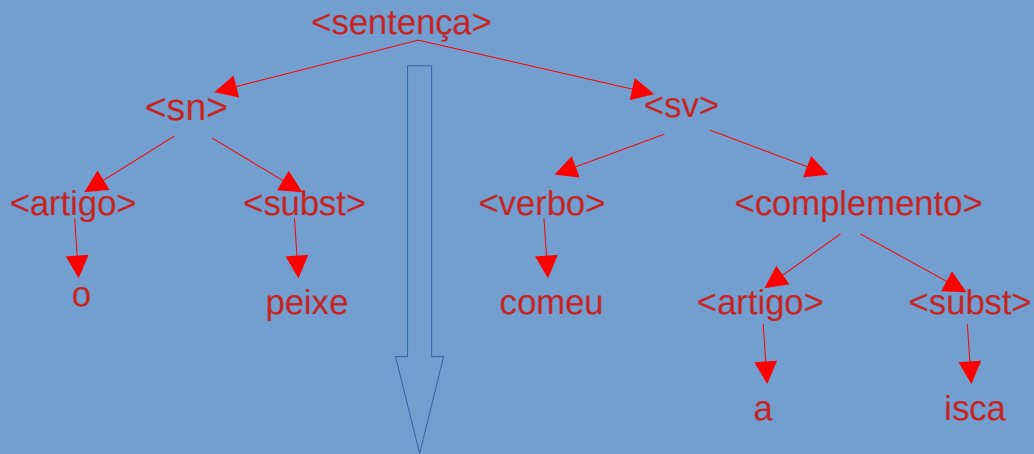 <sentença>
<sn> <sv>
<artigo> <subst> <verbo> <complemento>
o peixe comeu <artigo> <subst>
a isca